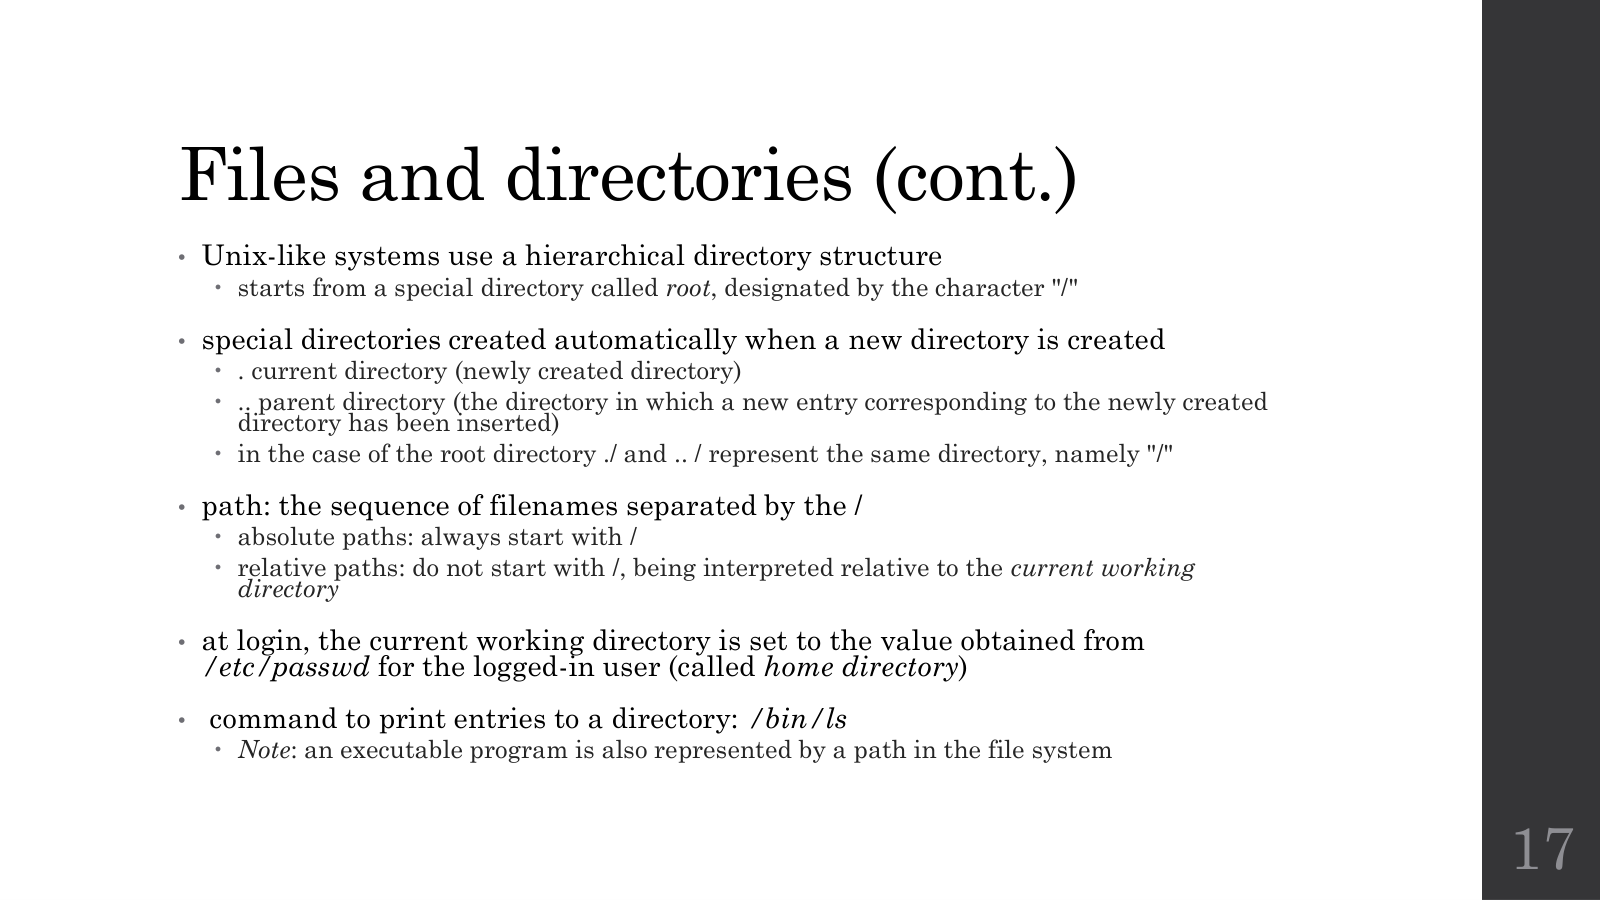 Files and directories (cont.)
• Unix-like systems use a hierarchical directory structure
• starts from a special directory called root, designated by the character "/"
• special directories created automatically when a new directory is created
• . current directory (newly created directory)
• .. parent directory (the directory in which a new entry corresponding to the newly created
directory has been inserted)
• in the case of the root directory ./ and .. / represent the same directory, namely "/"
• path: the sequence of filenames separated by the /
• absolute paths: always start with /
• relative paths: do not start with /, being interpreted relative to the current working
directory
• at login, the current working directory is set to the value obtained from
/etc/passwd for the logged-in user (called home directory)
• command to print entries to a directory: /bin/ls
• Note: an executable program is also represented by a path in the file system
17